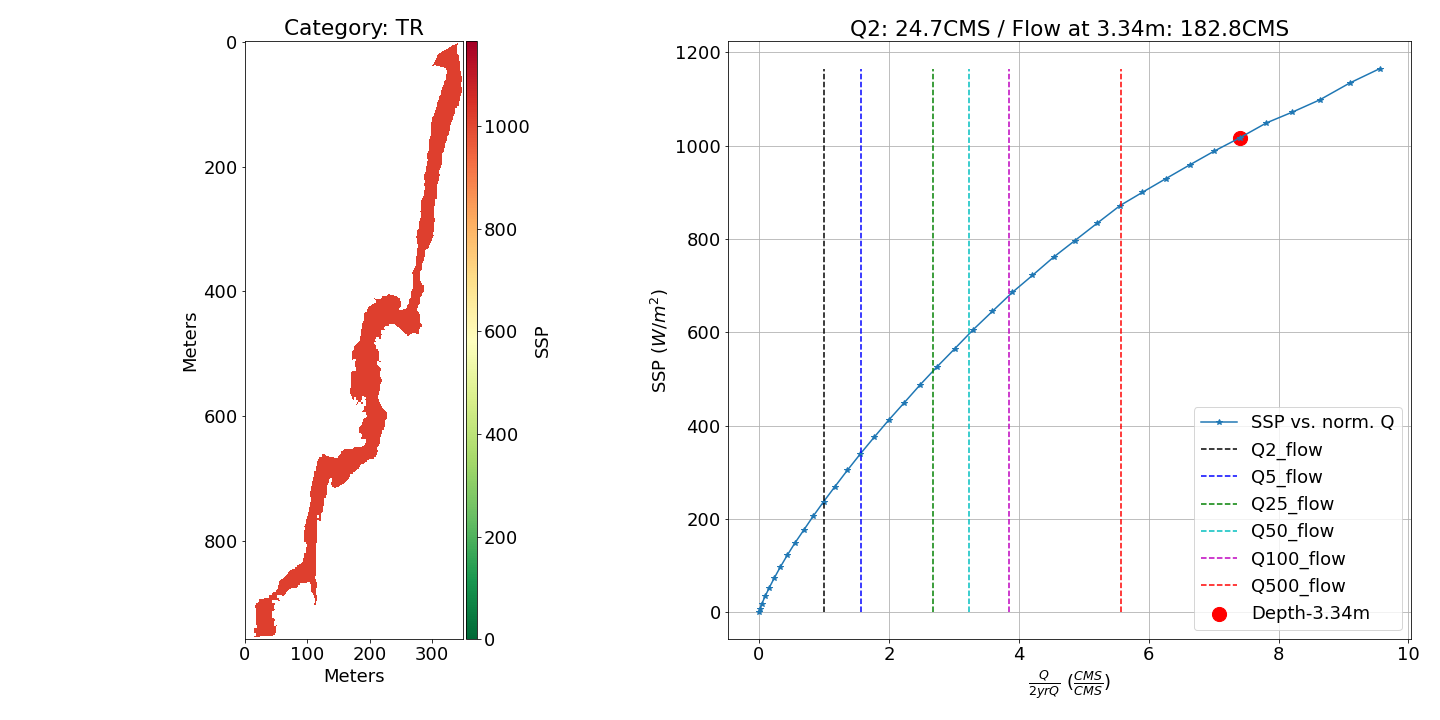 Category: TR
0
200
400
600
800
Meters
0
100
200
300
Meters
1000
800
600
400
200
0
SSP
Q2: 24.7CMS / Flow at 3.34m: 182.8CMS
1200
1000
800
600
400
200
0
SSP (W/m²)
0
2
4
6
8
10
Q/2yrQ (CMS/CMS)
SSP vs. norm. Q
Q2_flow
Q5_flow
Q25_flow
Q50_flow
Q100_flow
Q500_flow
Depth-3.34m